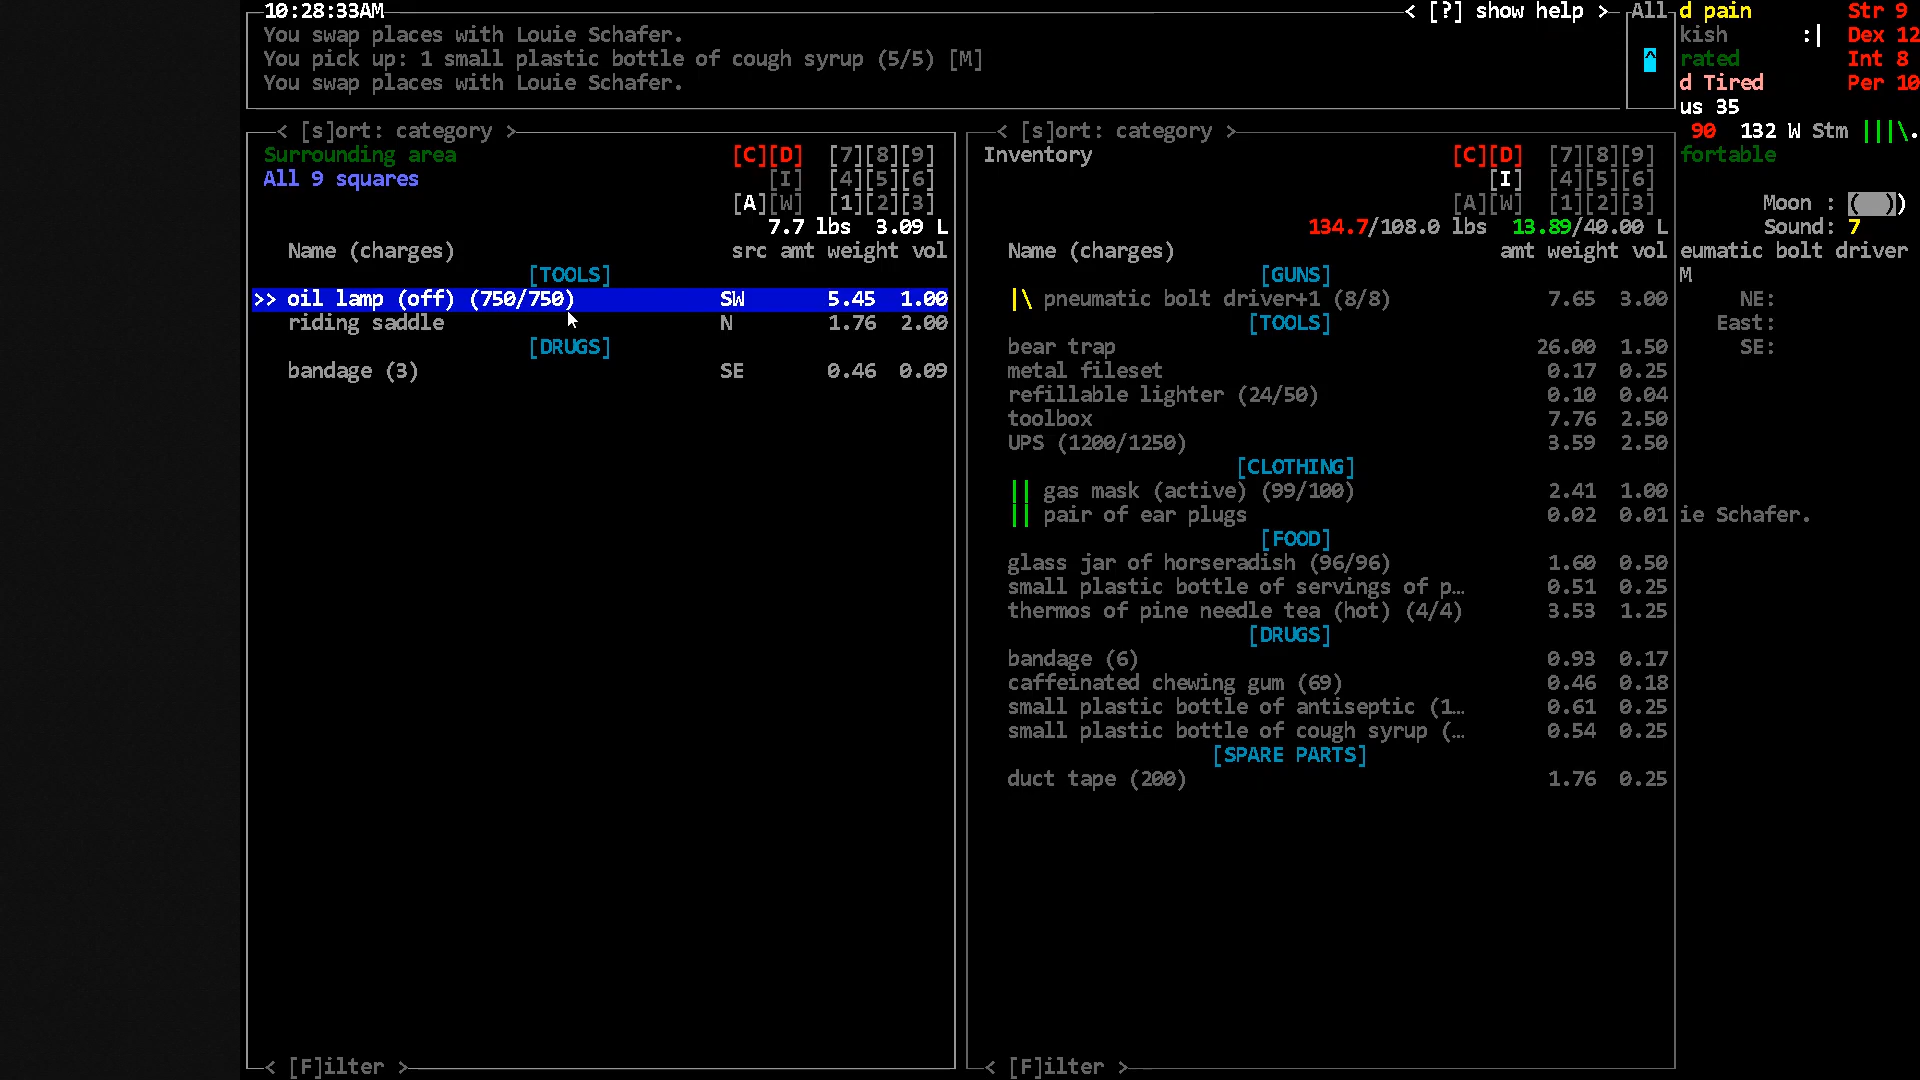 10:28:33AM < [?] show help > All d pain Str 9
You swap places with Louie Schafer. kish :| Dex 12
You pick up: 1 small plastic bottle of cough syrup (5/5) [M] ^ rated Int 8
You swap places with Louie Schafer. d Tired Per 10
us 35
< [s]ort: category > < [s]ort: category > 90 132 W Stm |||\.
Surrounding area [C][D] [7][8][9] Inventory [C][D] [7][8][9] fortable
All 9 squares [I] [4][5][6] [I] [4][5][6]
[A][W] [1][2][3] [A][W] [1][2][3] Moon : (  ))
7.7 lbs 3.09 L 134.7/108.0 lbs 13.89/40.00 L Sound: 7
Name (charges) src amt weight vol Name (charges) amt weight vol eumatic bolt driver
[TOOLS] [GUNS] M
>> oil lamp (off) (750/750) SW 5.45 1.00 |\ pneumatic bolt driver+1 (8/8) 7.65 3.00 NE:
riding saddle N 1.76 2.00 [TOOLS] East:
[DRUGS] bear trap 26.00 1.50 SE:
bandage (3) SE 0.46 0.09 metal fileset 0.17 0.25
refillable lighter (24/50) 0.10 0.04
toolbox 7.76 2.50
UPS (1200/1250) 3.59 2.50
[CLOTHING]
|| gas mask (active) (99/100) 2.41 1.00
|| pair of ear plugs 0.02 0.01 ie Schafer.
[FOOD]
glass jar of horseradish (96/96) 1.60 0.50
small plastic bottle of servings of p… 0.51 0.25
thermos of pine needle tea (hot) (4/4) 3.53 1.25
[DRUGS]
bandage (6) 0.93 0.17
caffeinated chewing gum (69) 0.46 0.18
small plastic bottle of antiseptic (1… 0.61 0.25
small plastic bottle of cough syrup (… 0.54 0.25
[SPARE PARTS]
duct tape (200) 1.76 0.25
< [F]ilter > < [F]ilter >